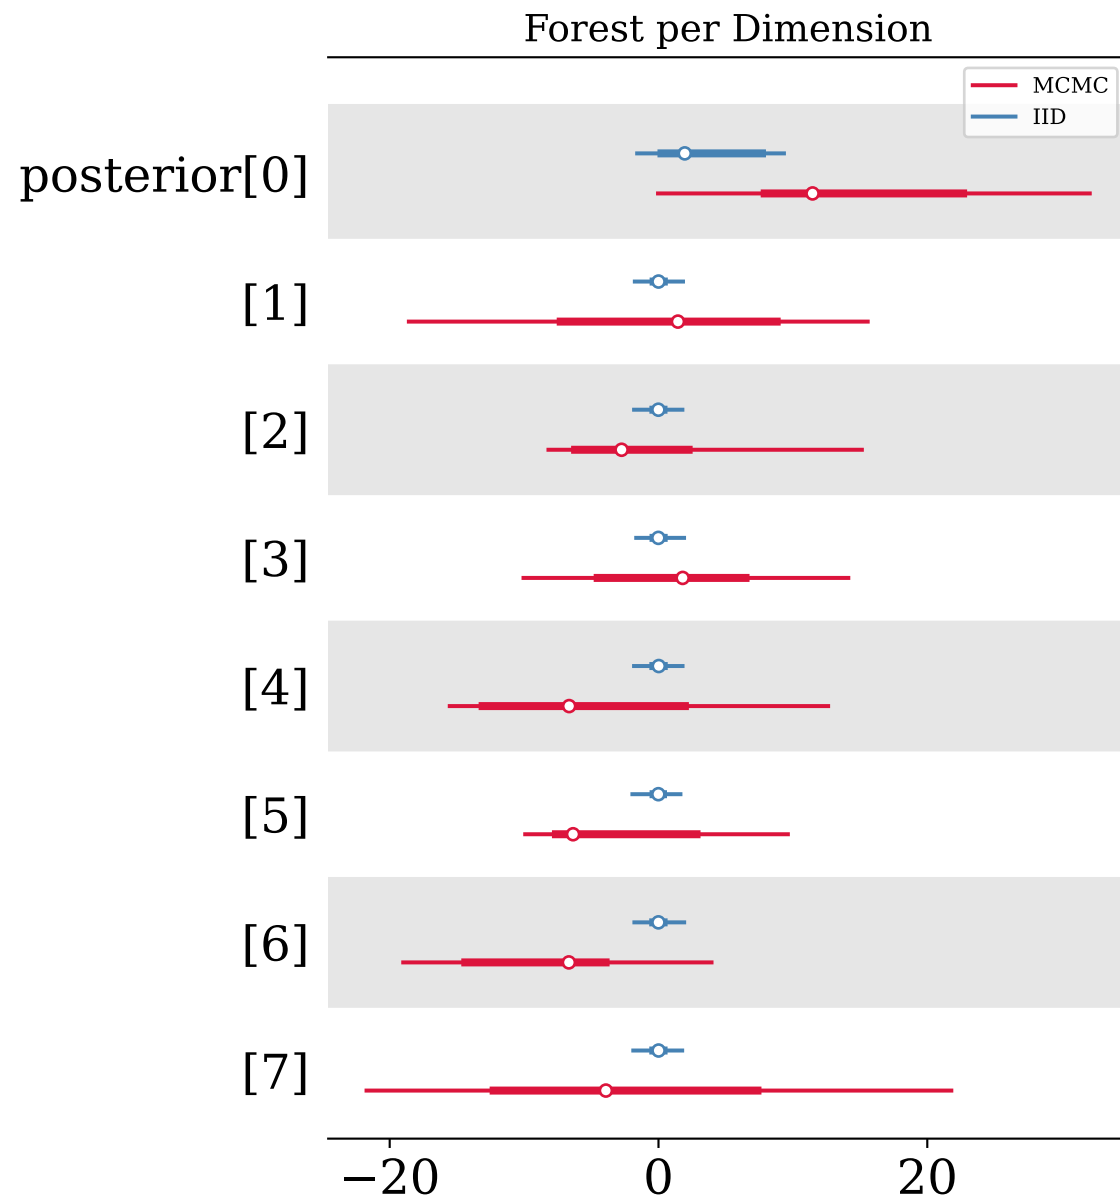 Forest per Dimension
MCMC
IID
posterior[0]
[1]
[2]
[3]
[4]
[5]
[6]
[7]
−20 0 20